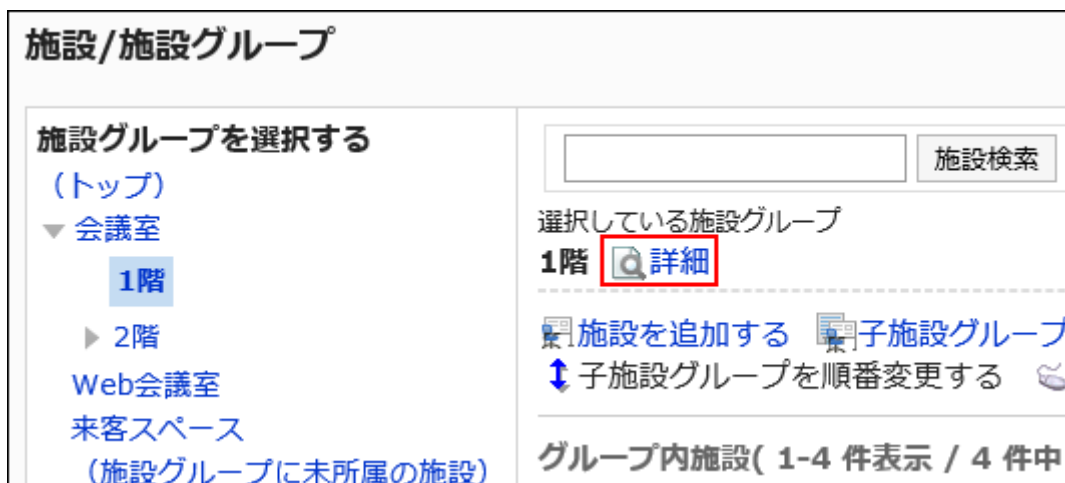 施設/施設グループ
施設グループを選択する
(トップ)
会議室
1階
2階
Web会議室
来客スペース
(施設グループに未所属の施設)
施設検索
選択している施設グループ
1階 詳細
施設を追加する 子施設グループ
子施設グループを順番変更する
グループ内施設( 1-4 件表示 / 4 件中